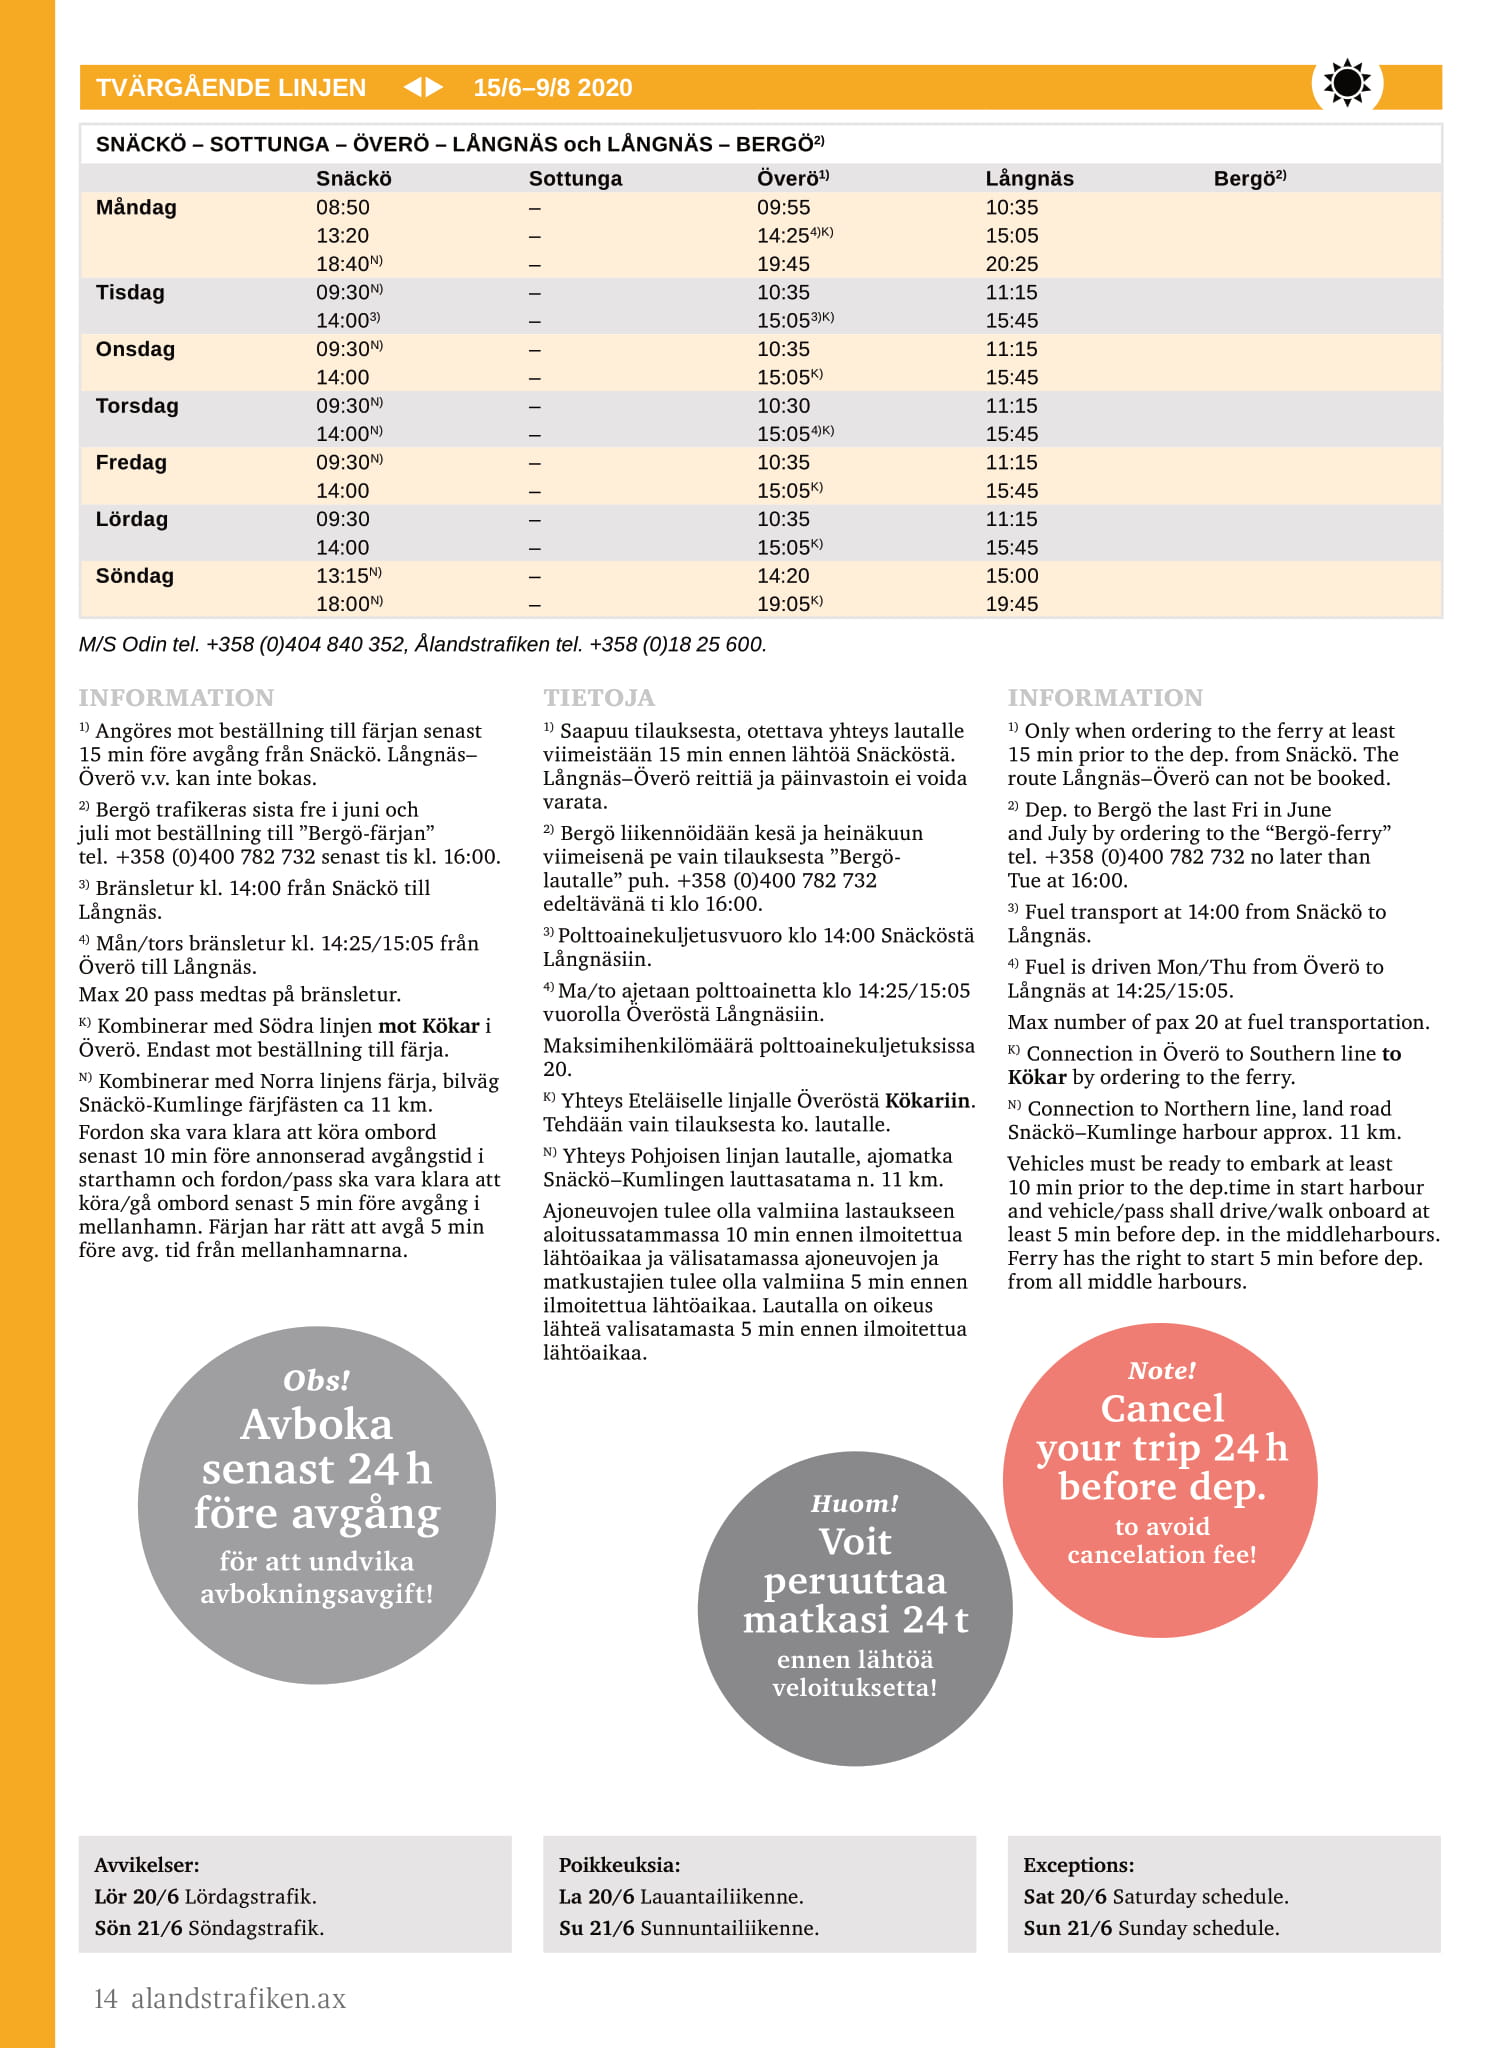 TVÄRGÅENDE LINJEN ◀▶ 15/6–9/8 2020
SNÄCKÖ – SOTTUNGA – ÖVERÖ – LÅNGNÄS och LÅNGNÄS – BERGÖ2)
Snäckö Sottunga Överö1) Långnäs Bergö2)
Måndag 08:50 – 09:55 10:35
13:20 – 14:254)K) 15:05
18:40N) – 19:45 20:25
Tisdag 09:30N) – 10:35 11:15
14:003) – 15:053)K) 15:45
Onsdag 09:30N) – 10:35 11:15
14:00 – 15:05K) 15:45
Torsdag 09:30N) – 10:30 11:15
14:00N) – 15:054)K) 15:45
Fredag 09:30N) – 10:35 11:15
14:00 – 15:05K) 15:45
Lördag 09:30 – 10:35 11:15
14:00 – 15:05K) 15:45
Söndag 13:15N) – 14:20 15:00
18:00N) – 19:05K) 19:45
M/S Odin tel. +358 (0)404 840 352, Ålandstrafiken tel. +358 (0)18 25 600.
INFORMATION
1) Angöres mot beställning till färjan senast
15 min före avgång från Snäckö. Långnäs–
Överö v.v. kan inte bokas.
2) Bergö trafikeras sista fre i juni och
juli mot beställning till ”Bergö-färjan”
tel. +358 (0)400 782 732 senast tis kl. 16:00.
3) Bränsletur kl. 14:00 från Snäckö till
Långnäs.
4) Mån/tors bränsletur kl. 14:25/15:05 från
Överö till Långnäs.
Max 20 pass medtas på bränsletur.
K) Kombinerar med Södra linjen mot Kökar i
Överö. Endast mot beställning till färja.
N) Kombinerar med Norra linjens färja, bilväg
Snäckö-Kumlinge färjfästen ca 11 km.
Fordon ska vara klara att köra ombord
senast 10 min före annonserad avgångstid i
starthamn och fordon/pass ska vara klara att
köra/gå ombord senast 5 min före avgång i
mellanhamn. Färjan har rätt att avgå 5 min
före avg. tid från mellanhamnarna.
TIETOJA
1) Saapuu tilauksesta, otettava yhteys lautalle
viimeistään 15 min ennen lähtöä Snäcköstä.
Långnäs–Överö reittiä ja päinvastoin ei voida
varata.
2) Bergö liikennöidään kesä ja heinäkuun
viimeisenä pe vain tilauksesta ”Bergö-
lautalle” puh. +358 (0)400 782 732
edeltävänä ti klo 16:00.
3) Polttoainekuljetusvuoro klo 14:00 Snäcköstä
Långnäsiin.
4) Ma/to ajetaan polttoainetta klo 14:25/15:05
vuorolla Överöstä Långnäsiin.
Maksimihenkilömäärä polttoainekuljetuksissa
20.
K) Yhteys Eteläiselle linjalle Överöstä Kökariin.
Tehdään vain tilauksesta ko. lautalle.
N) Yhteys Pohjoisen linjan lautalle, ajomatka
Snäckö–Kumlingen lauttasatama n. 11 km.
Ajoneuvojen tulee olla valmiina lastaukseen
aloitussatammassa 10 min ennen ilmoitettua
lähtöaikaa ja välisatamassa ajoneuvojen ja
matkustajien tulee olla valmiina 5 min ennen
ilmoitettua lähtöaikaa. Lautalla on oikeus
lähteä valisatamasta 5 min ennen ilmoitettua
lähtöaikaa.
INFORMATION
1) Only when ordering to the ferry at least
15 min prior to the dep. from Snäckö. The
route Långnäs–Överö can not be booked.
2) Dep. to Bergö the last Fri in June
and July by ordering to the “Bergö-ferry”
tel. +358 (0)400 782 732 no later than
Tue at 16:00.
3) Fuel transport at 14:00 from Snäckö to
Långnäs.
4) Fuel is driven Mon/Thu from Överö to
Långnäs at 14:25/15:05.
Max number of pax 20 at fuel transportation.
K) Connection in Överö to Southern line to
Kökar by ordering to the ferry.
N) Connection to Northern line, land road
Snäckö–Kumlinge harbour approx. 11 km.
Vehicles must be ready to embark at least
10 min prior to the dep.time in start harbour
and vehicle/pass shall drive/walk onboard at
least 5 min before dep. in the middleharbours.
Ferry has the right to start 5 min before dep.
from all middle harbours.
Obs!
Avboka
senast 24 h
före avgång
för att undvika
avbokningsavgift!
Huom!
Voit
peruuttaa
matkasi 24 t
ennen lähtöä
veloituksetta!
Note!
Cancel
your trip 24 h
before dep.
to avoid
cancelation fee!
Avvikelser:
Lör 20/6 Lördagstrafik.
Sön 21/6 Söndagstrafik.
Poikkeuksia:
La 20/6 Lauantailiikenne.
Su 21/6 Sunnuntailiikenne.
Exceptions:
Sat 20/6 Saturday schedule.
Sun 21/6 Sunday schedule.
14 alandstrafiken.ax